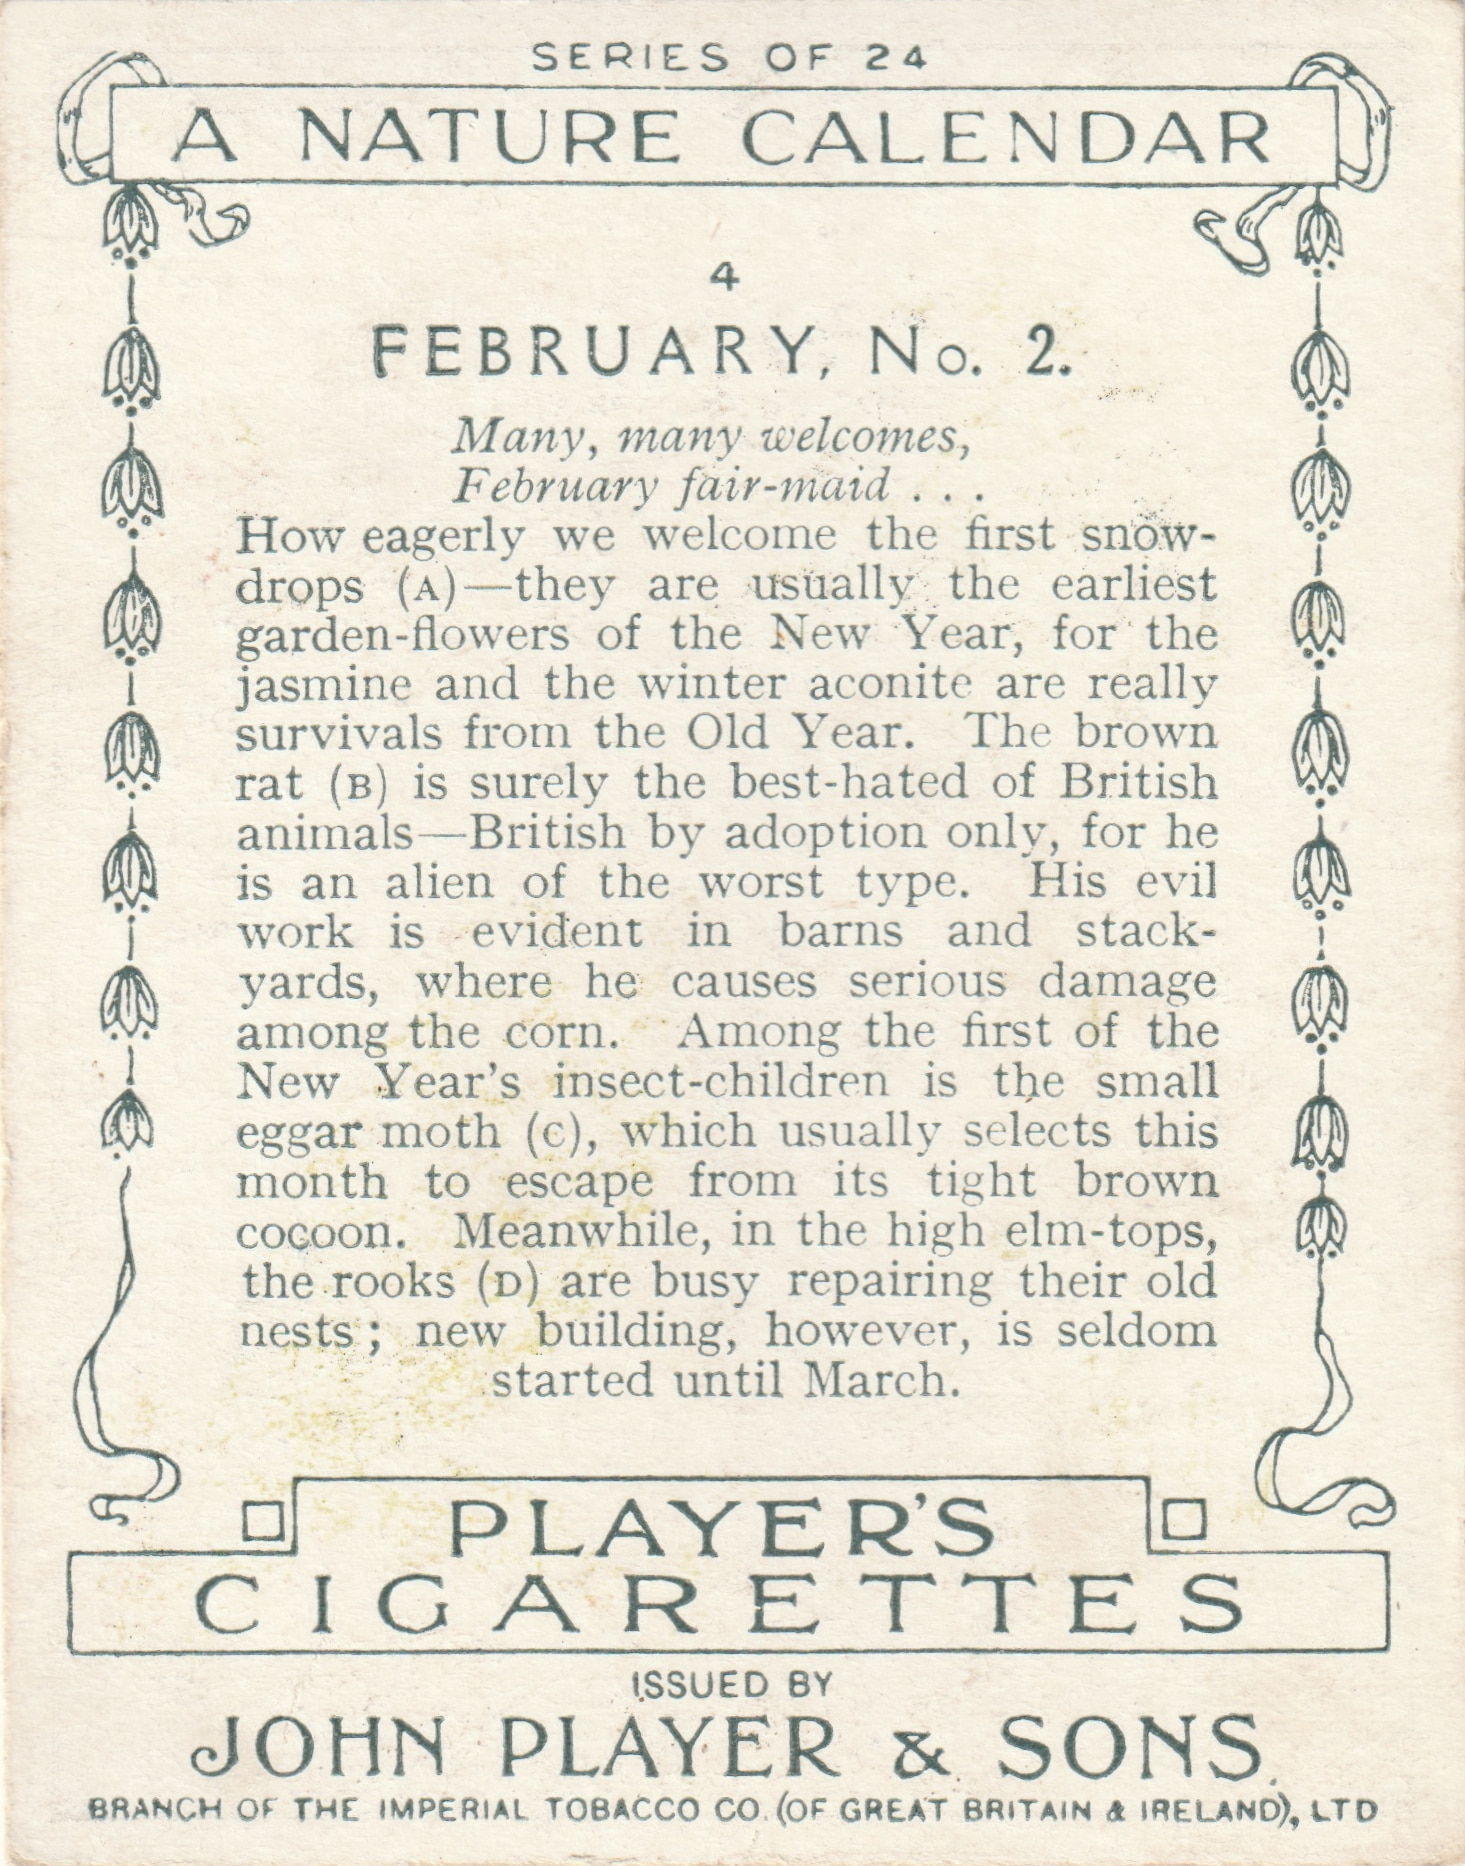 SERIES OF 24
A NATURE CALENDAR
4
FEBRUARY, No. 2.
Many, many welcomes,
February fair-maid . . .
How eagerly we welcome the first snow-
drops (A)—they are usually the earliest
garden-flowers of the New Year, for the
jasmine and the winter aconite are really
survivals from the Old Year. The brown
rat (B) is surely the best-hated of British
animals—British by adoption only, for he
is an alien of the worst type. His evil
work is evident in barns and stack-
yards, where he causes serious damage
among the corn. Among the first of the
New Year's insect-children is the small
eggar moth (C), which usually selects this
month to escape from its tight brown
cocoon. Meanwhile, in the high elm-tops,
the rooks (D) are busy repairing their old
nests; new building, however, is seldom
started until March.
PLAYER'S
CIGARETTES
ISSUED BY
JOHN PLAYER & SONS.
BRANCH OF THE IMPERIAL TOBACCO CO. (OF GREAT BRITAIN & IRELAND), LTD